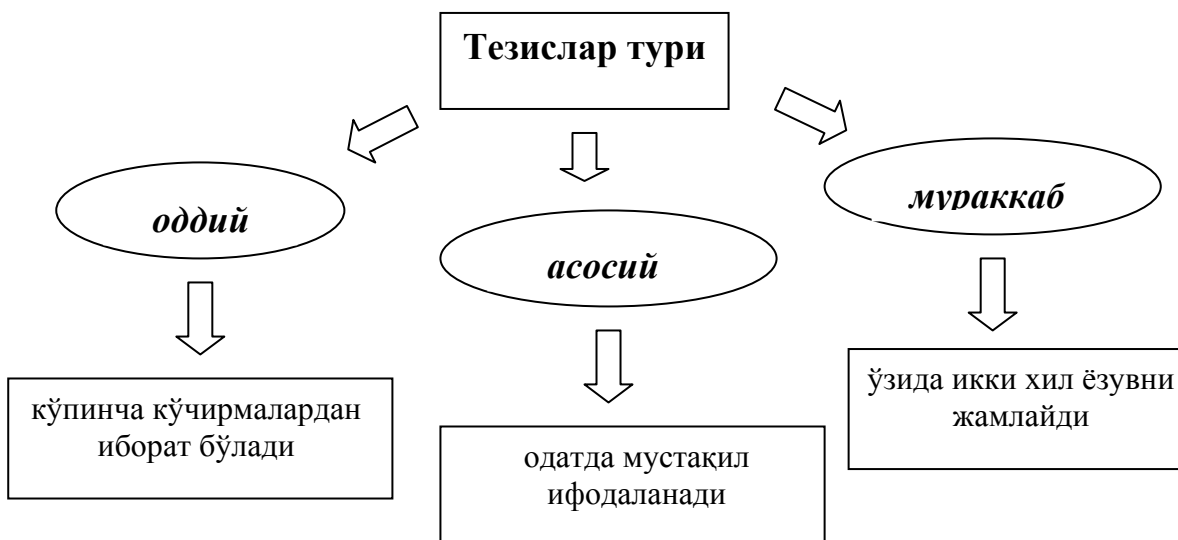 Тезислар тури
оддий
асосий
мураккаб
кўпинча кўчирмалардан
иборат бўлади
одатда мустақил
ифодаланади
ўзида икки хил ёзувни
жамлайди